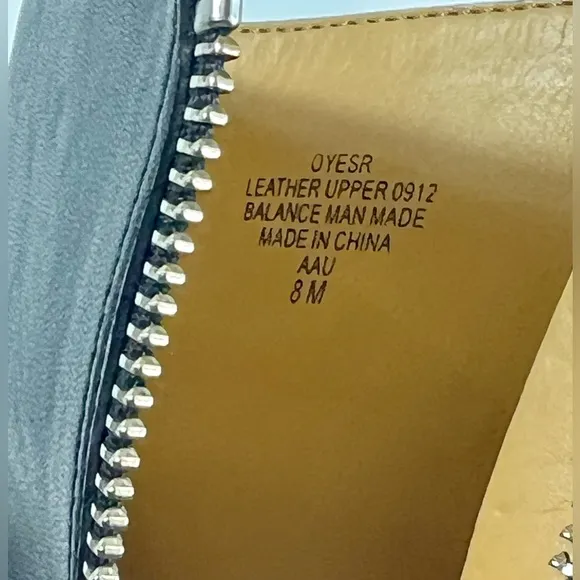 OYESR
LEATHER UPPER 0912
BALANCE MAN MADE
MADE IN CHINA
AAU
8 M